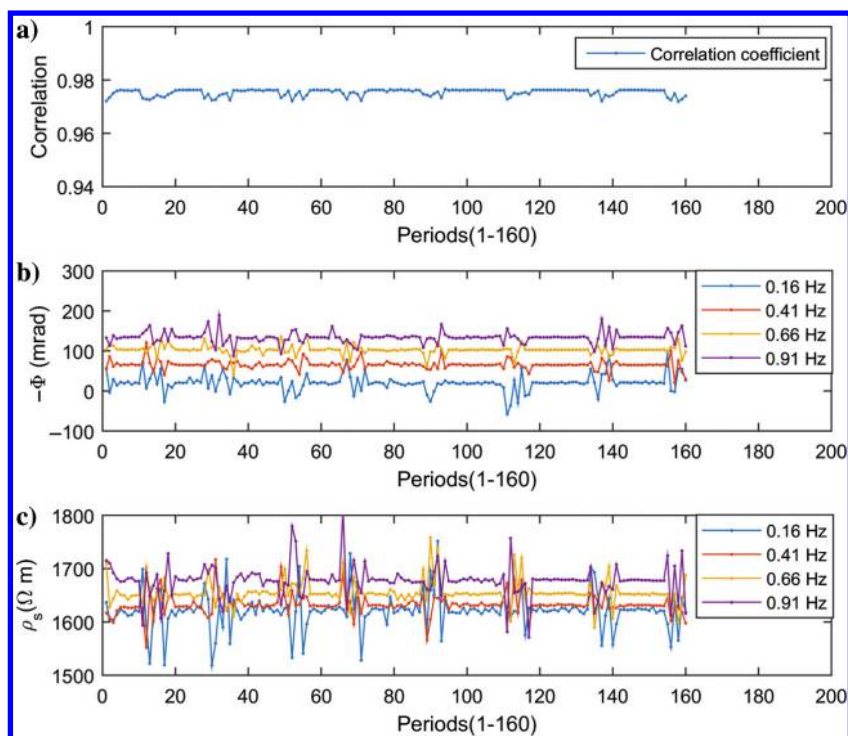 a)
1
0.98
0.96
0.94
Correlation
Correlation coefficient
0 20 40 60 80 100 120 140 160 180 200
Periods(1-160)
b)
300
200
100
0
−100
−Φ (mrad)
0.16 Hz
0.41 Hz
0.66 Hz
0.91 Hz
0 20 40 60 80 100 120 140 160 180 200
Periods(1-160)
c)
1800
1700
1600
1500
ρs(Ω m)
0.16 Hz
0.41 Hz
0.66 Hz
0.91 Hz
0 20 40 60 80 100 120 140 160 180 200
Periods(1-160)